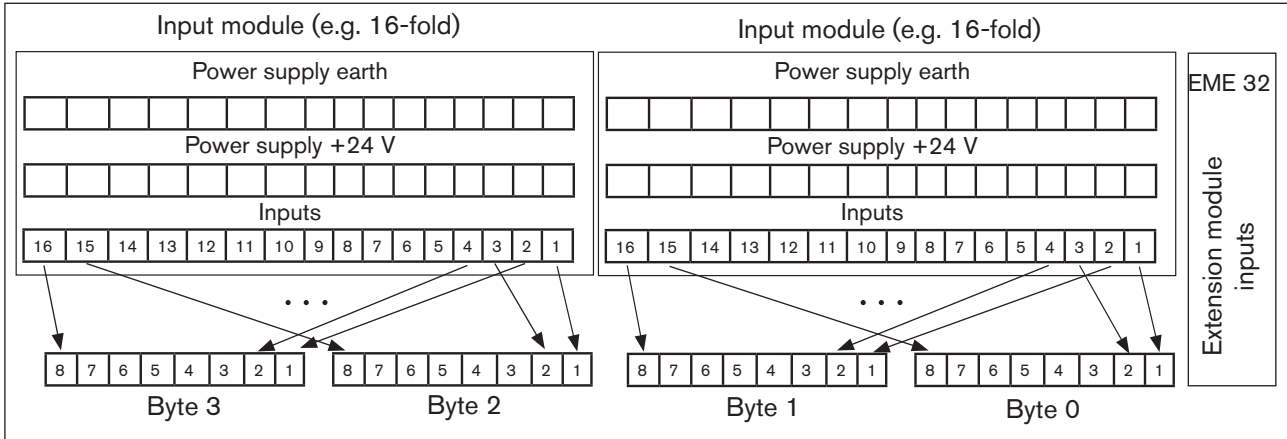 Input module (e.g. 16-fold)
Power supply earth
Power supply +24 V
Inputs
16 15 14 13 12 11 10 9 8 7 6 5 4 3 2 1
. . .
8 7 6 5 4 3 2 1
8 7 6 5 4 3 2 1
Byte 3
Byte 2
Input module (e.g. 16-fold)
Power supply earth
Power supply +24 V
Inputs
16 15 14 13 12 11 10 9 8 7 6 5 4 3 2 1
. . .
8 7 6 5 4 3 2 1
8 7 6 5 4 3 2 1
Byte 1
Byte 0
EME 32
Extension module
inputs